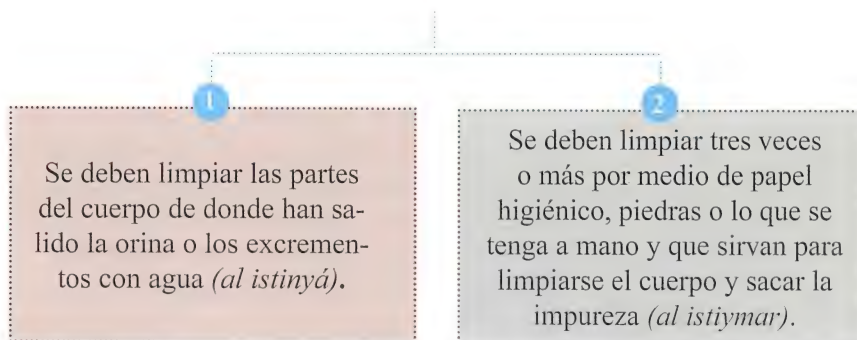 1
Se deben limpiar las partes
del cuerpo de donde han sa-
lido la orina o los excremen-
tos con agua (al istinyá).
2
Se deben limpiar tres veces
o más por medio de papel
higiénico, piedras o lo que se
tenga a mano y que sirvan para
limpiarse el cuerpo y sacar la
impureza (al istiymar).